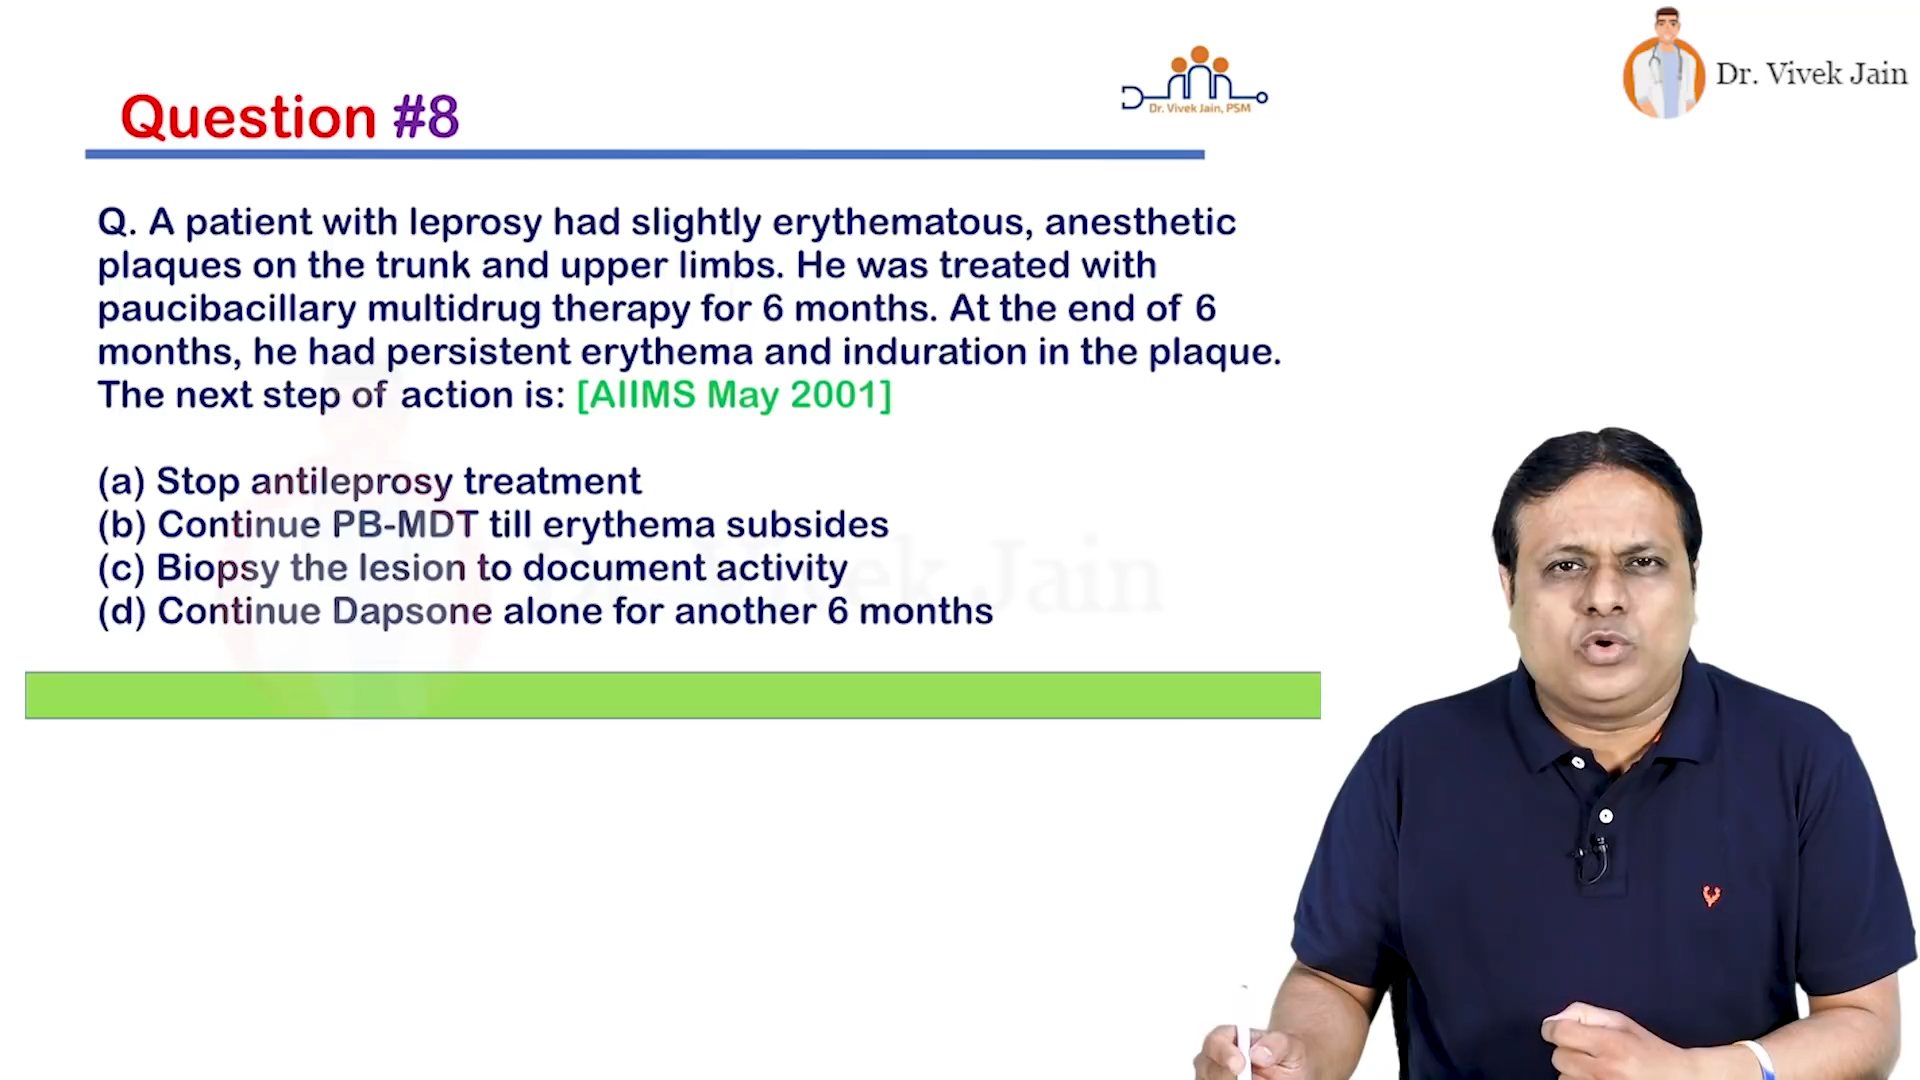 Dr. Vivek Jain, PSM
Dr. Vivek Jain
Question #8
Q. A patient with leprosy had slightly erythematous, anesthetic
plaques on the trunk and upper limbs. He was treated with
paucibacillary multidrug therapy for 6 months. At the end of 6
months, he had persistent erythema and induration in the plaque.
The next step of action is: [AIIMS May 2001]
(a) Stop antileprosy treatment
(b) Continue PB-MDT till erythema subsides
(c) Biopsy the lesion to document activity
(d) Continue Dapsone alone for another 6 months
Dr. Vivek Jain